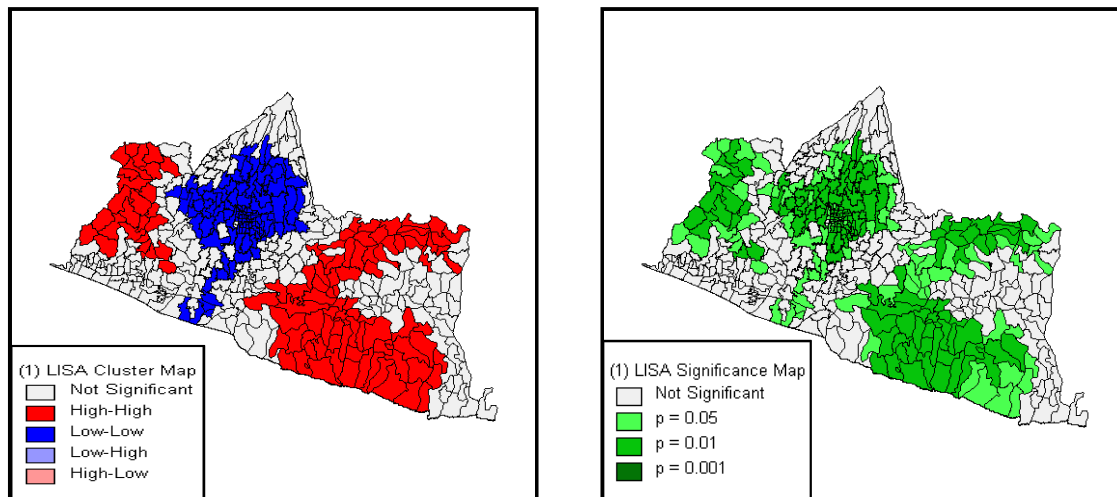 (1) LISA Cluster Map
Not Significant
High-High
Low-Low
Low-High
High-Low
(1) LISA Significance Map
Not Significant
p = 0.05
p = 0.01
p = 0.001